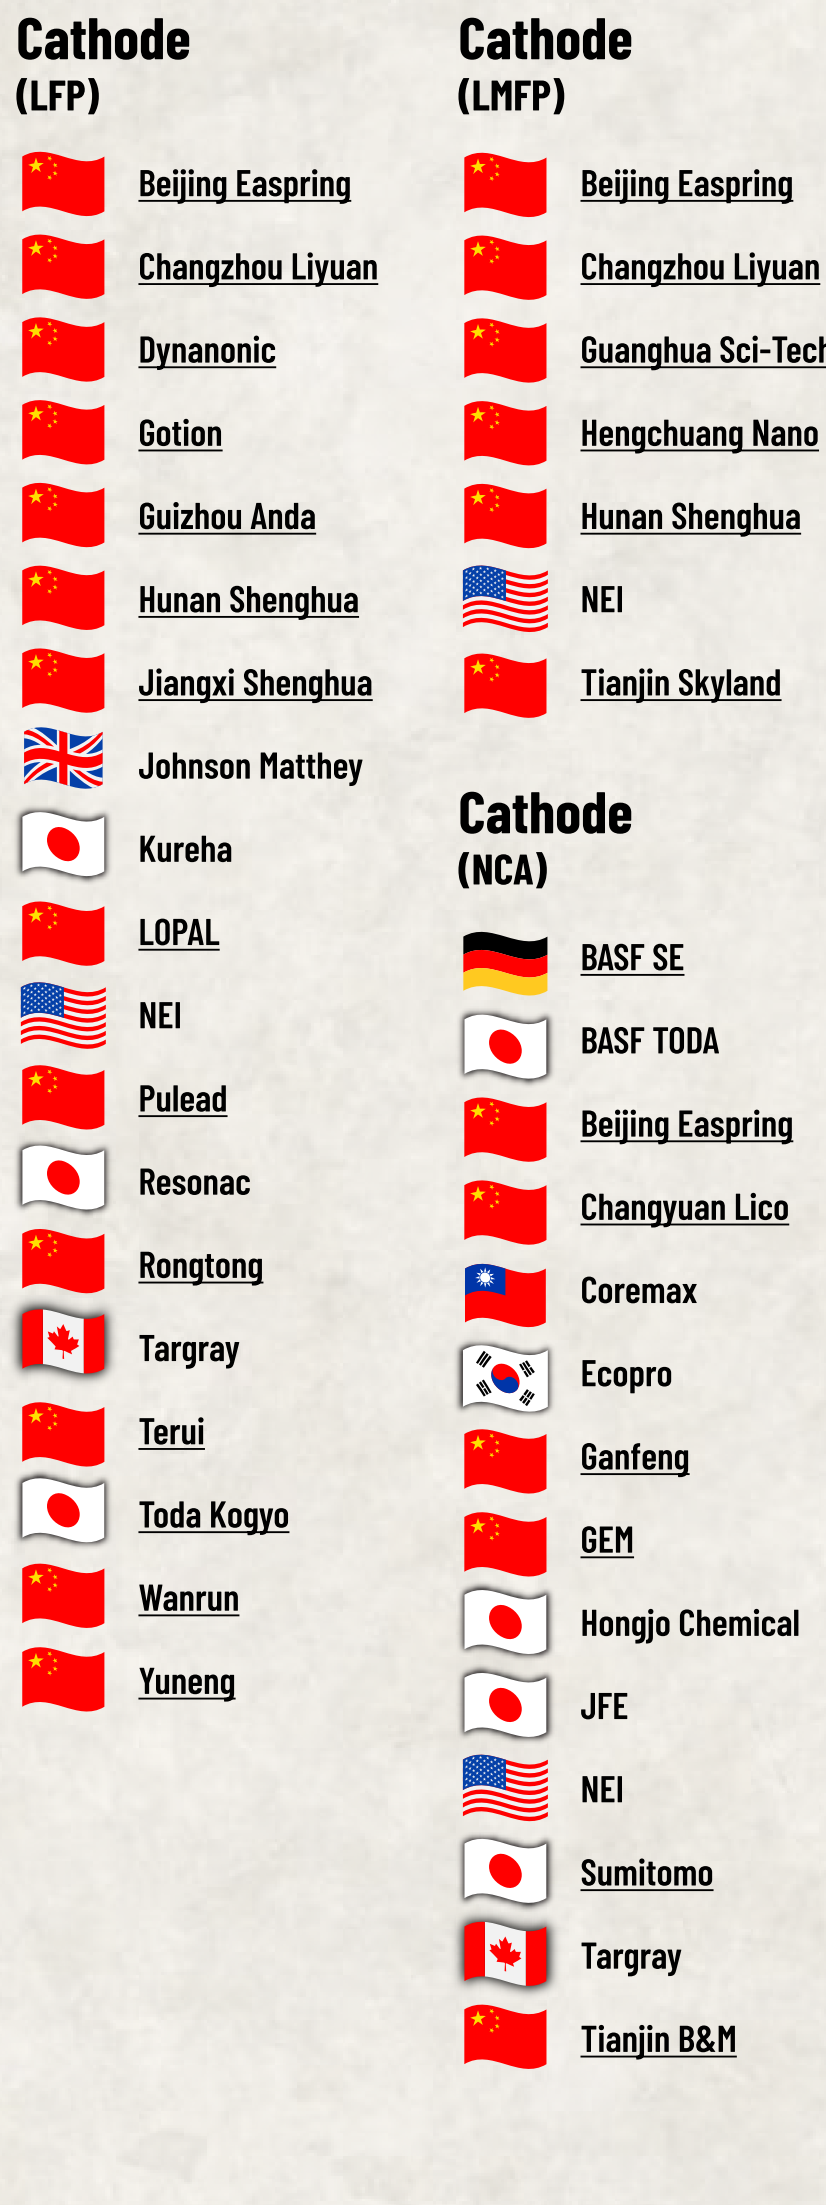 Cathode
(LFP)
Beijing Easpring
Changzhou Liyuan
Dynanonic
Gotion
Guizhou Anda
Hunan Shenghua
Jiangxi Shenghua
Johnson Matthey
Kureha
LOPAL
NEI
Pulead
Resonac
Rongtong
Targray
Terui
Toda Kogyo
Wanrun
Yuneng
Cathode
(LMFP)
Beijing Easpring
Changzhou Liyuan
Guanghua Sci-Tech
Hengchuang Nano
Hunan Shenghua
NEI
Tianjin Skyland
Cathode
(NCA)
BASF SE
BASF TODA
Beijing Easpring
Changyuan Lico
Coremax
Ecopro
Ganfeng
GEM
Hongjo Chemical
JFE
NEI
Sumitomo
Targray
Tianjin B&M